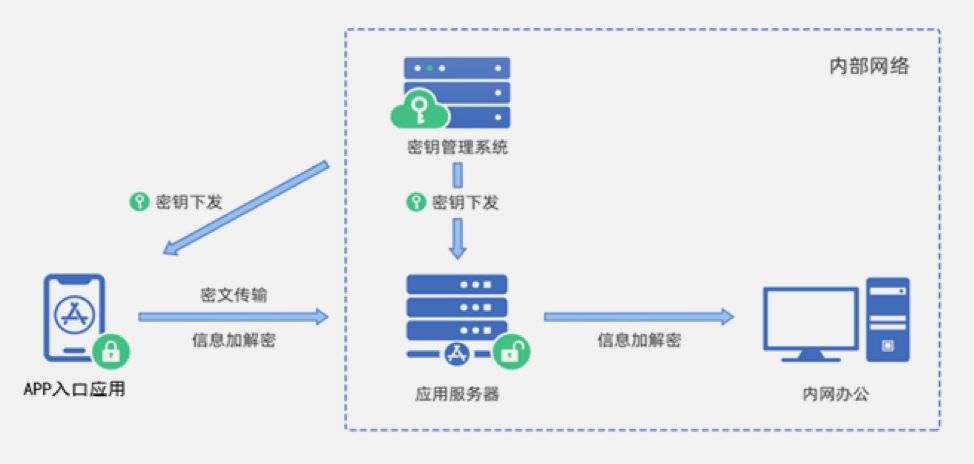 内部网络
密钥管理系统
密钥下发
密钥下发
密文传输
信息加解密
信息加解密
APP入口应用
应用服务器
内网办公